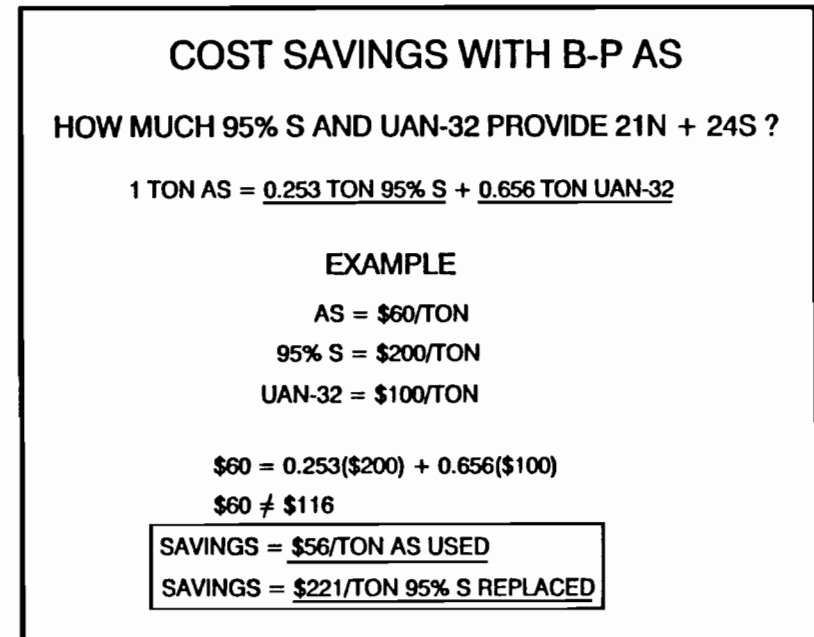 COST SAVINGS WITH B-P AS
HOW MUCH 95% S AND UAN-32 PROVIDE 21N + 24S ?
1 TON AS = 0.253 TON 95% S + 0.656 TON UAN-32
EXAMPLE
AS = $60/TON
95% S = $200/TON
UAN-32 = $100/TON
$60 = 0.253($200) + 0.656($100)
$60 ≠ $116
SAVINGS = $56/TON AS USED
SAVINGS = $221/TON 95% S REPLACED